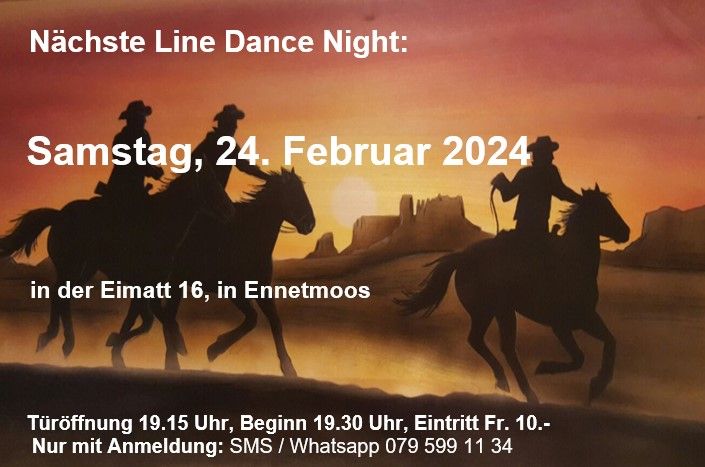 Nächste Line Dance Night:
Samstag, 24. Februar 2024
in der Eimatt 16, in Ennetmoos
Türöffnung 19.15 Uhr, Beginn 19.30 Uhr, Eintritt Fr. 10.-
Nur mit Anmeldung: SMS / Whatsapp 079 599 11 34